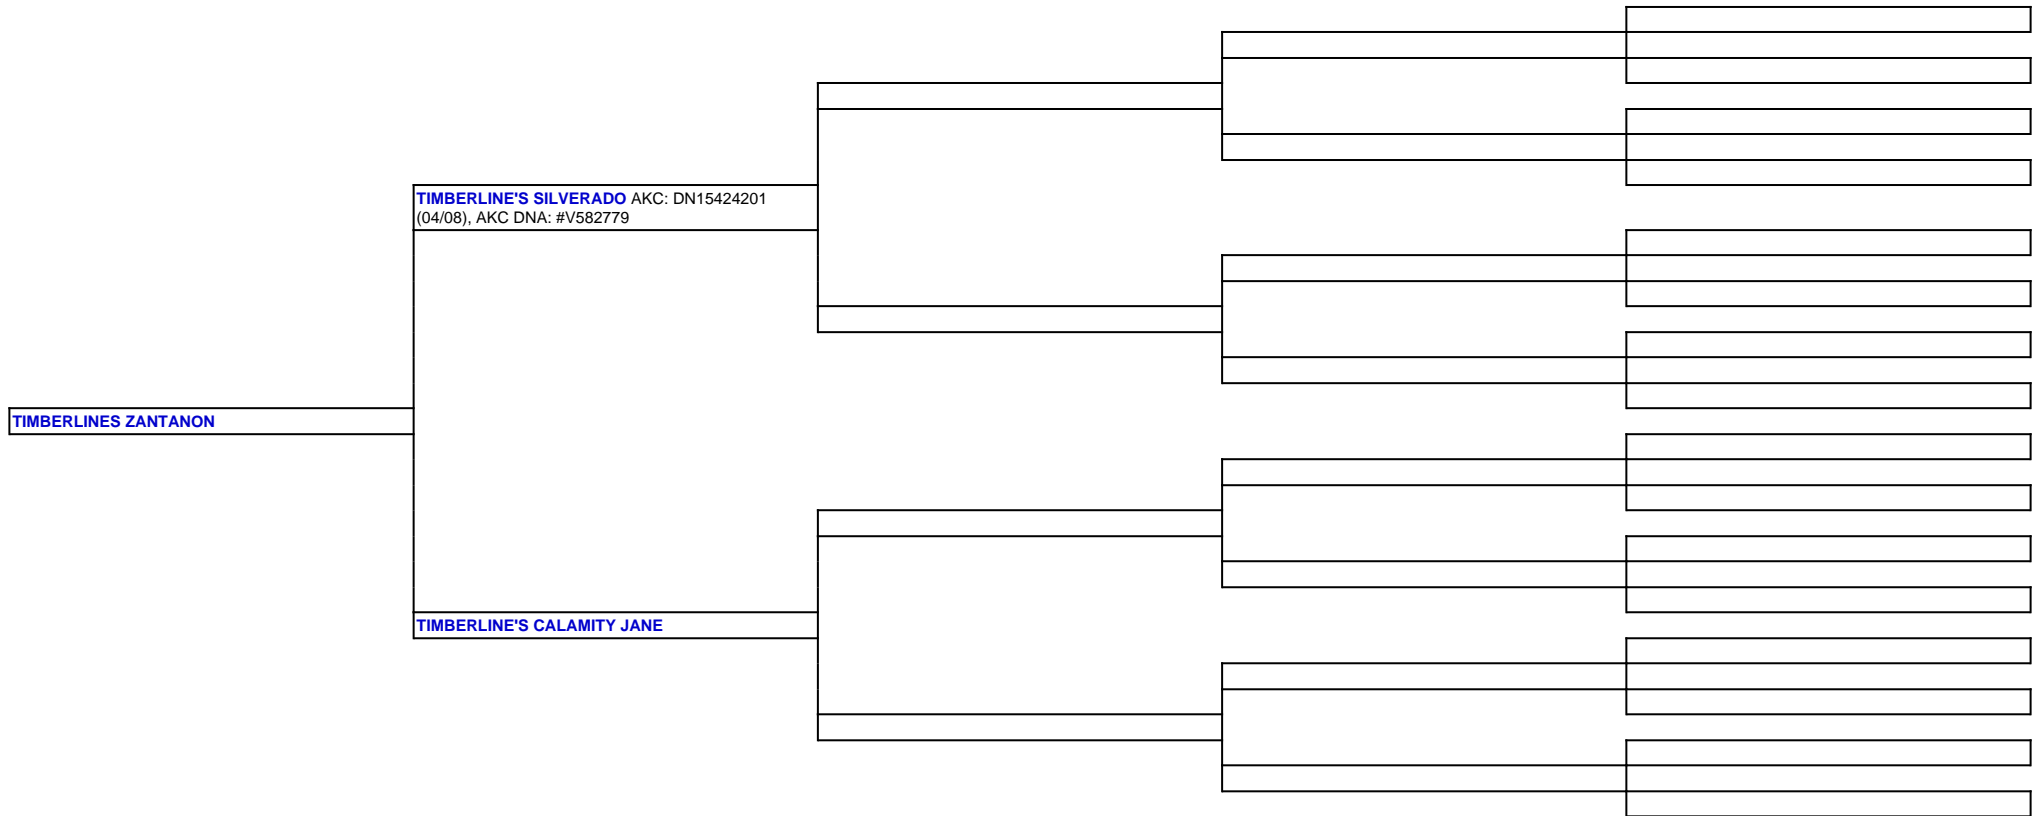 TIMBERLINE'S SILVERADO AKC: DN15424201
(04/08), AKC DNA: #V582779
TIMBERLINES ZANTANON
TIMBERLINE'S CALAMITY JANE